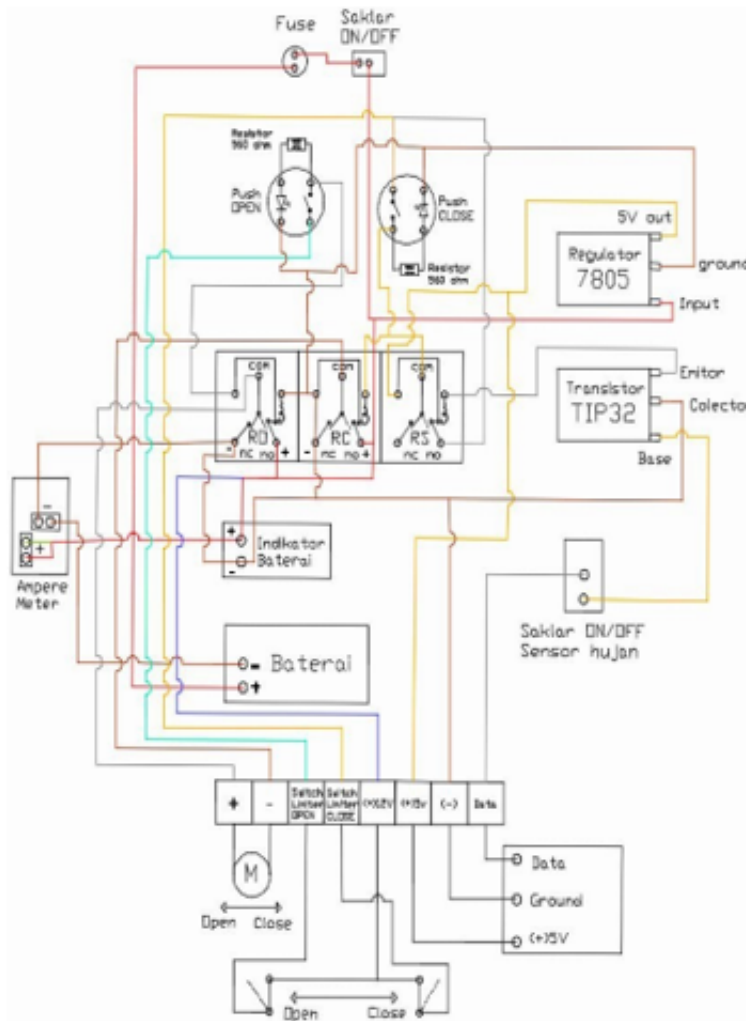 Fuse
Saklar
ON/OFF
Resistor
560 ohm
Push
OPEN
Push
CLOSE
Resistor
560 ohm
5V out
Regulator
7805
ground
Input
COM
COM
COM
RO
RC
RS
- nc no +
- nc no +
nc no
Emitor
Transistor
TIP32
Colector
Base
-
+
Ampere
Meter
+
Indikator
Baterai
-
Saklar ON/OFF
Sensor hujan
- Baterai
+
+
-
Switch
Limiter
OPEN
Switch
Limiter
CLOSE
(+)12V
(+)5v
(-)
Data
M
Open Close
Data
Ground
(+)5V
Open Close